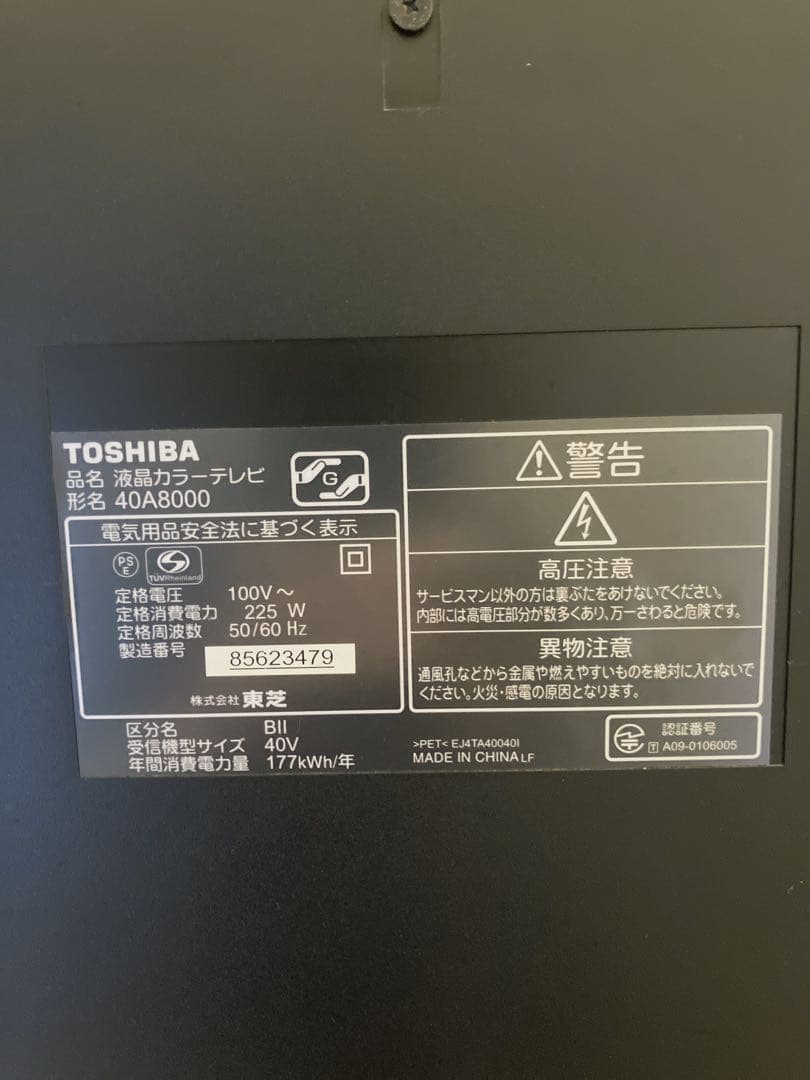 TOSHIBA
品名 液晶カラーテレビ
形名 40A8000
G
電気用品安全法に基づく表示
PS
E
TÜVRheinland
定格電圧 100V～
定格消費電力 225 W
定格周波数 50/60 Hz
製造番号 85623479
株式会社 東芝
区分名 BII
受信機型サイズ 40V
年間消費電力量 177kWh/年
警告
高圧注意
サービスマン以外の方は裏ぶたをあけないでください。
内部には高電圧部分が数多くあり、万一さわると危険です。
異物注意
通風孔などから金属や燃えやすいものを絶対に入れないで
ください。火災・感電の原因となります。
>PET< EJ4TA40040I
MADE IN CHINA LF
認証番号
T A09-0106005